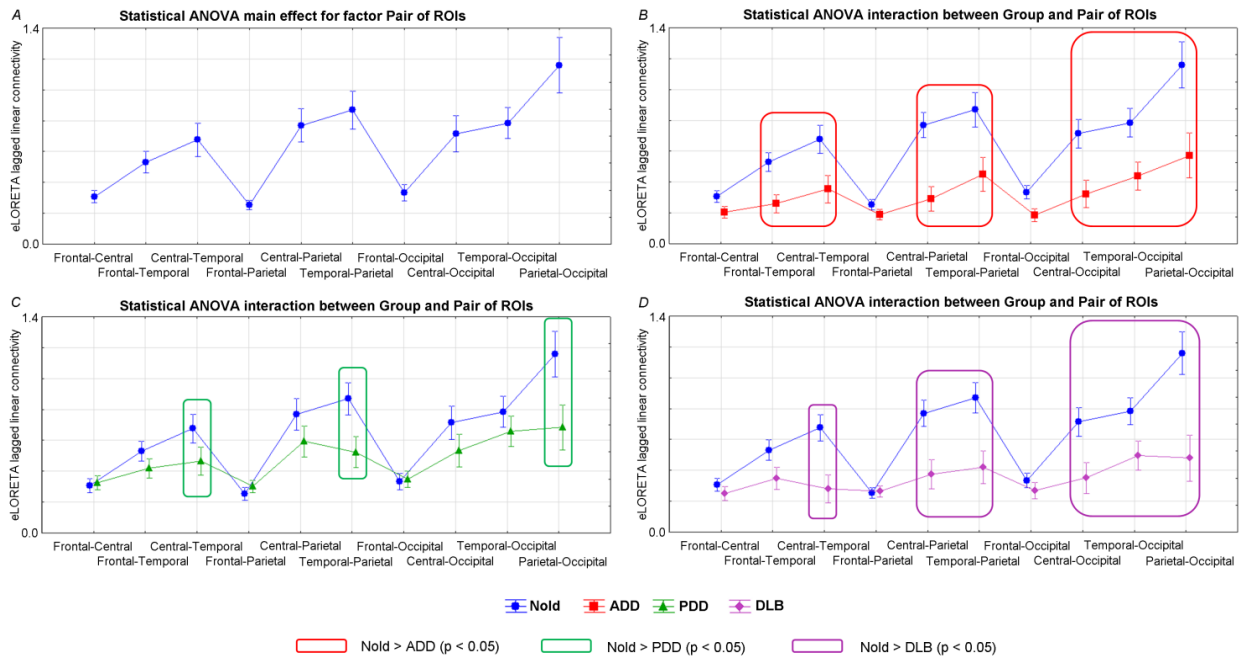 A Statistical ANOVA main effect for factor Pair of ROIs
1.4
eLORETA lagged linear connectivity
0.0
Frontal-Central Central-Temporal Central-Parietal Frontal-Occipital Temporal-Occipital
Frontal-Temporal Frontal-Parietal Temporal-Parietal Central-Occipital Parietal-Occipital
B Statistical ANOVA interaction between Group and Pair of ROIs
1.4
eLORETA lagged linear connectivity
0.0
Frontal-Central Central-Temporal Central-Parietal Frontal-Occipital Temporal-Occipital
Frontal-Temporal Frontal-Parietal Temporal-Parietal Central-Occipital Parietal-Occipital
C Statistical ANOVA interaction between Group and Pair of ROIs
1.4
eLORETA lagged linear connectivity
0.0
Frontal-Central Central-Temporal Central-Parietal Frontal-Occipital Temporal-Occipital
Frontal-Temporal Frontal-Parietal Temporal-Parietal Central-Occipital Parietal-Occipital
D Statistical ANOVA interaction between Group and Pair of ROIs
1.4
eLORETA lagged linear connectivity
0.0
Frontal-Central Central-Temporal Central-Parietal Frontal-Occipital Temporal-Occipital
Frontal-Temporal Frontal-Parietal Temporal-Parietal Central-Occipital Parietal-Occipital
Nold ADD PDD DLB
Nold > ADD (p < 0.05) Nold > PDD (p < 0.05) Nold > DLB (p < 0.05)